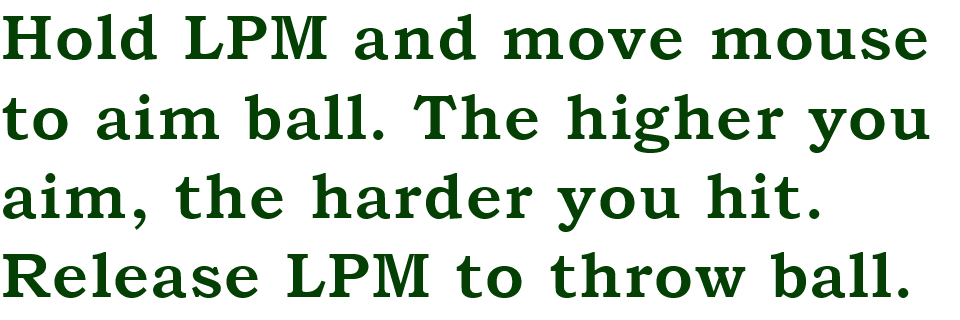 Hold LPM and move mouse
to aim ball. The higher you
aim, the harder you hit.
Release LPM to throw ball.